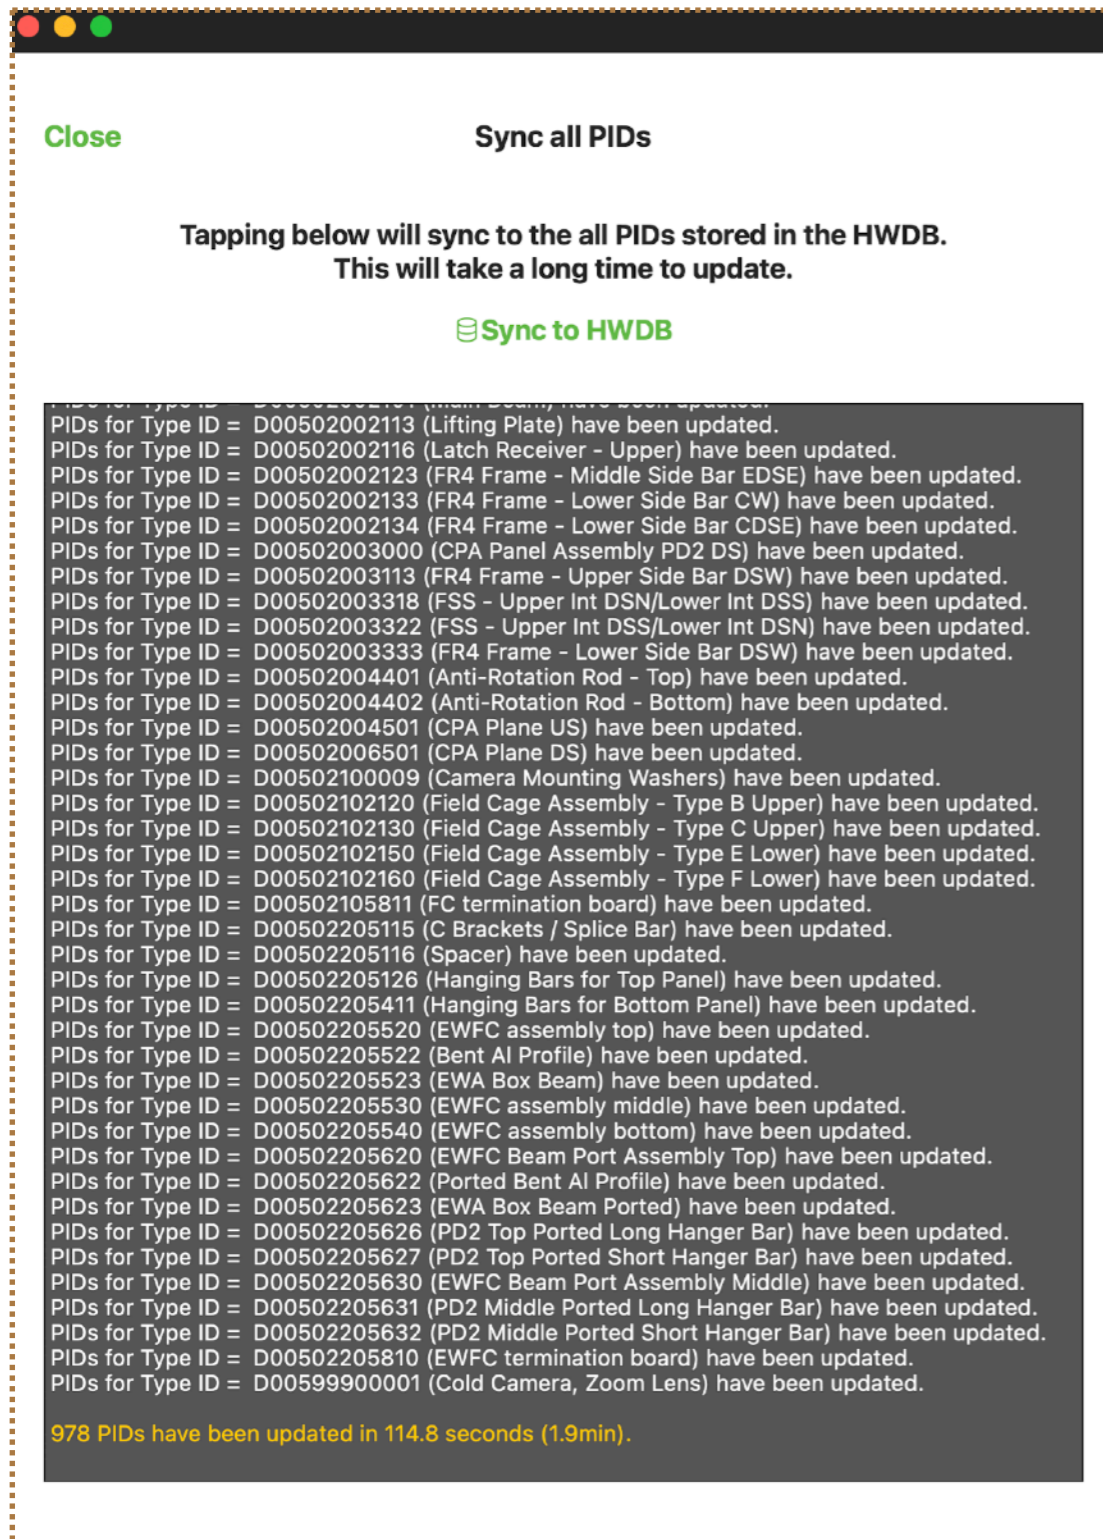 Close
Sync all PIDs
Tapping below will sync to the all PIDs stored in the HWDB.
This will take a long time to update.
Sync to HWDB
PIDs for Type ID = D00502002101 (Main Beam) have been updated.
PIDs for Type ID = D00502002113 (Lifting Plate) have been updated.
PIDs for Type ID = D00502002116 (Latch Receiver - Upper) have been updated.
PIDs for Type ID = D00502002123 (FR4 Frame - Middle Side Bar EDSE) have been updated.
PIDs for Type ID = D00502002133 (FR4 Frame - Lower Side Bar CW) have been updated.
PIDs for Type ID = D00502002134 (FR4 Frame - Lower Side Bar CDSE) have been updated.
PIDs for Type ID = D00502003000 (CPA Panel Assembly PD2 DS) have been updated.
PIDs for Type ID = D00502003113 (FR4 Frame - Upper Side Bar DSW) have been updated.
PIDs for Type ID = D00502003318 (FSS - Upper Int DSN/Lower Int DSS) have been updated.
PIDs for Type ID = D00502003322 (FSS - Upper Int DSS/Lower Int DSN) have been updated.
PIDs for Type ID = D00502003333 (FR4 Frame - Lower Side Bar DSW) have been updated.
PIDs for Type ID = D00502004401 (Anti-Rotation Rod - Top) have been updated.
PIDs for Type ID = D00502004402 (Anti-Rotation Rod - Bottom) have been updated.
PIDs for Type ID = D00502004501 (CPA Plane US) have been updated.
PIDs for Type ID = D00502006501 (CPA Plane DS) have been updated.
PIDs for Type ID = D00502100009 (Camera Mounting Washers) have been updated.
PIDs for Type ID = D00502102120 (Field Cage Assembly - Type B Upper) have been updated.
PIDs for Type ID = D00502102130 (Field Cage Assembly - Type C Upper) have been updated.
PIDs for Type ID = D00502102150 (Field Cage Assembly - Type E Lower) have been updated.
PIDs for Type ID = D00502102160 (Field Cage Assembly - Type F Lower) have been updated.
PIDs for Type ID = D00502105811 (FC termination board) have been updated.
PIDs for Type ID = D00502205115 (C Brackets / Splice Bar) have been updated.
PIDs for Type ID = D00502205116 (Spacer) have been updated.
PIDs for Type ID = D00502205126 (Hanging Bars for Top Panel) have been updated.
PIDs for Type ID = D00502205411 (Hanging Bars for Bottom Panel) have been updated.
PIDs for Type ID = D00502205520 (EWFC assembly top) have been updated.
PIDs for Type ID = D00502205522 (Bent Al Profile) have been updated.
PIDs for Type ID = D00502205523 (EWA Box Beam) have been updated.
PIDs for Type ID = D00502205530 (EWFC assembly middle) have been updated.
PIDs for Type ID = D00502205540 (EWFC assembly bottom) have been updated.
PIDs for Type ID = D00502205620 (EWFC Beam Port Assembly Top) have been updated.
PIDs for Type ID = D00502205622 (Ported Bent Al Profile) have been updated.
PIDs for Type ID = D00502205623 (EWA Box Beam Ported) have been updated.
PIDs for Type ID = D00502205626 (PD2 Top Ported Long Hanger Bar) have been updated.
PIDs for Type ID = D00502205627 (PD2 Top Ported Short Hanger Bar) have been updated.
PIDs for Type ID = D00502205630 (EWFC Beam Port Assembly Middle) have been updated.
PIDs for Type ID = D00502205631 (PD2 Middle Ported Long Hanger Bar) have been updated.
PIDs for Type ID = D00502205632 (PD2 Middle Ported Short Hanger Bar) have been updated.
PIDs for Type ID = D00502205810 (EWFC termination board) have been updated.
PIDs for Type ID = D00599900001 (Cold Camera, Zoom Lens) have been updated.
978 PIDs have been updated in 114.8 seconds (1.9min).